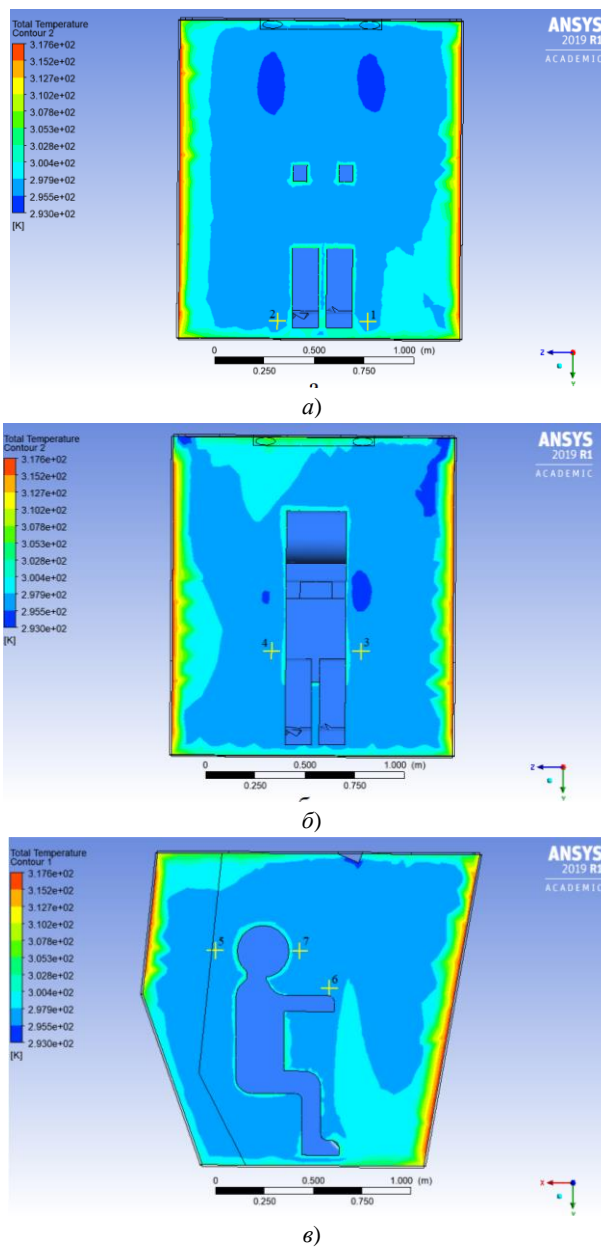 Total Temperature
Contour 2
3.176e+02
3.152e+02
3.127e+02
3.102e+02
3.078e+02
3.053e+02
3.028e+02
3.004e+02
2.979e+02
2.955e+02
2.930e+02
[K]
ANSYS
2019 R1
ACADEMIC
2
1
0 0.500 1.000 (m)
0.250 0.750
Z
Y
а)
Total Temperature
Contour 2
3.176e+02
3.152e+02
3.127e+02
3.102e+02
3.078e+02
3.053e+02
3.028e+02
3.004e+02
2.979e+02
2.955e+02
2.930e+02
[K]
ANSYS
2019 R1
ACADEMIC
4
3
0 0.500 1.000 (m)
0.250 0.750
Z
Y
б)
Total Temperature
Contour 1
3.176e+02
3.152e+02
3.127e+02
3.102e+02
3.078e+02
3.053e+02
3.028e+02
3.004e+02
2.979e+02
2.955e+02
2.930e+02
[K]
ANSYS
2019 R1
ACADEMIC
5
7
6
0 0.500 1.000 (m)
0.250 0.750
X
Y
в)